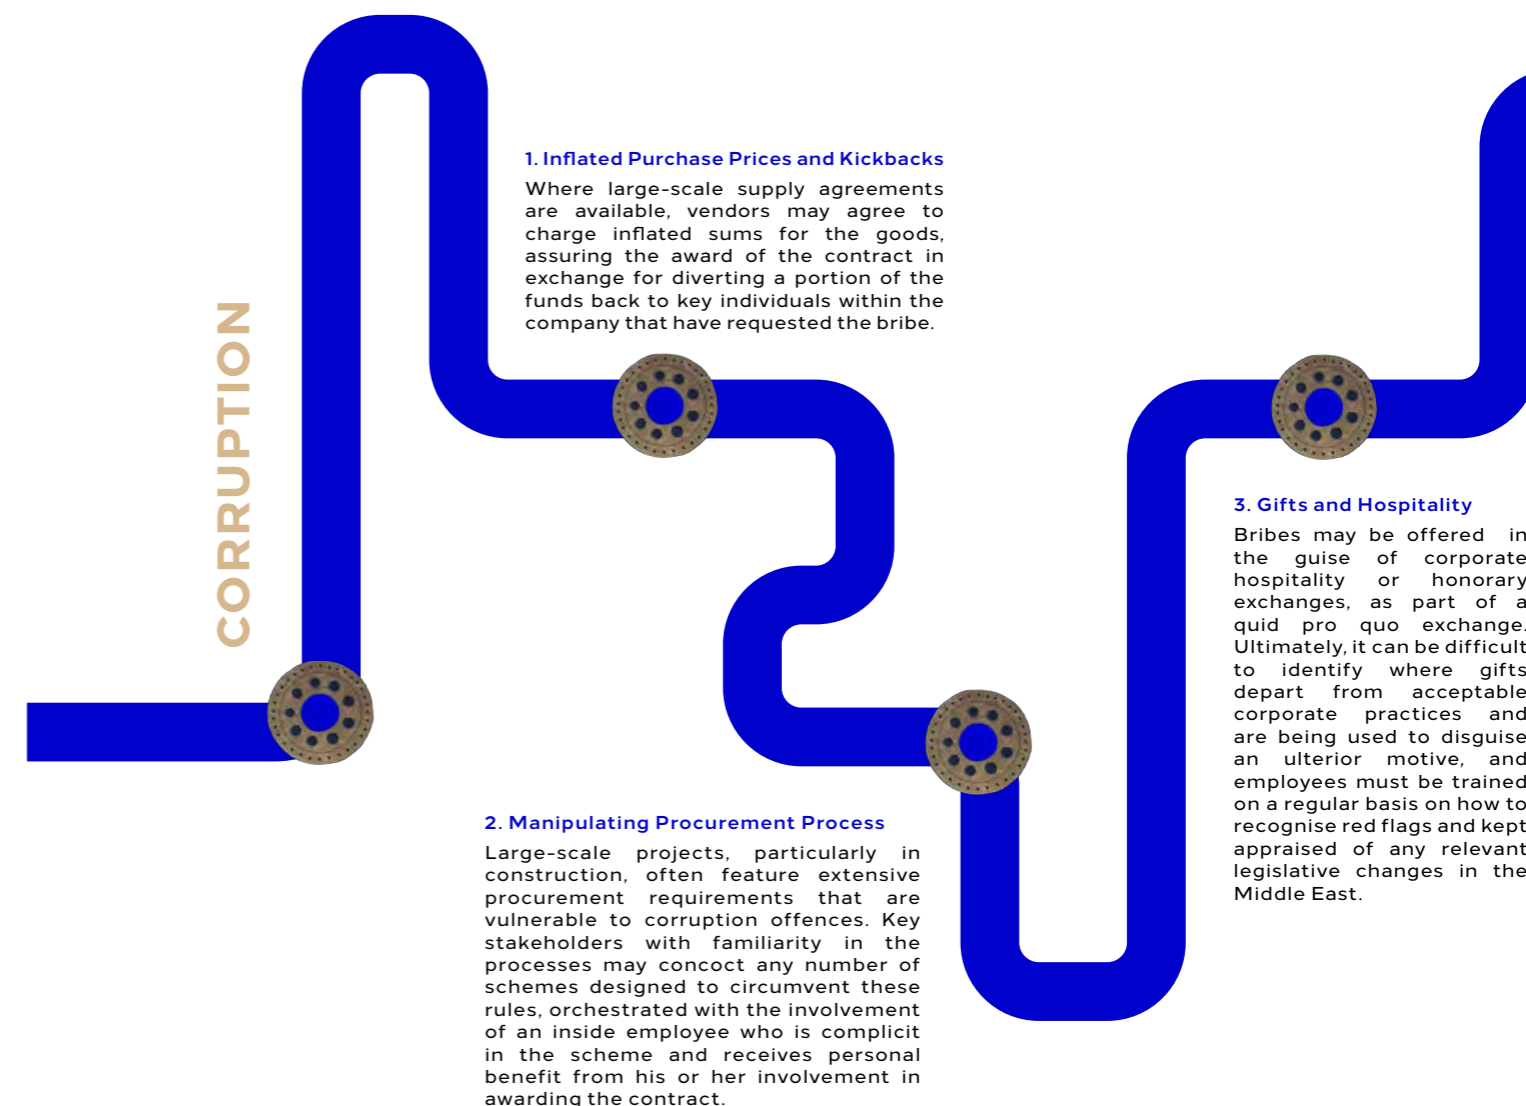 CORRUPTION
1. Inflated Purchase Prices and Kickbacks
Where large-scale supply agreements
are available, vendors may agree to
charge inflated sums for the goods,
assuring the award of the contract in
exchange for diverting a portion of the
funds back to key individuals within the
company that have requested the bribe.
2. Manipulating Procurement Process
Large-scale projects, particularly in
construction, often feature extensive
procurement requirements that are
vulnerable to corruption offences. Key
stakeholders with familiarity in the
processes may concoct any number of
schemes designed to circumvent these
rules, orchestrated with the involvement
of an inside employee who is complicit
in the scheme and receives personal
benefit from his or her involvement in
awarding the contract.
3. Gifts and Hospitality
Bribes may be offered in
the guise of corporate
hospitality or honorary
exchanges, as part of a
quid pro quo exchange.
Ultimately, it can be difficult
to identify where gifts
depart from acceptable
corporate practices and
are being used to disguise
an ulterior motive, and
employees must be trained
on a regular basis on how to
recognise red flags and kept
appraised of any relevant
legislative changes in the
Middle East.